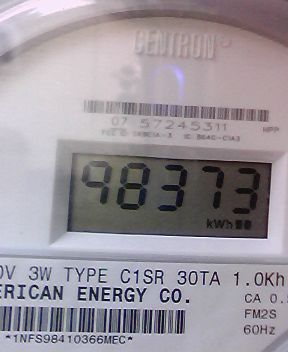 CENTRON
07 57245311 HPP
98373
kWh
0V 3W TYPE C1SR 30TA 1.0Kh
ERICAN ENERGY CO.
CA 0.
FM2S
60Hz
*1NFS98410366MEC*